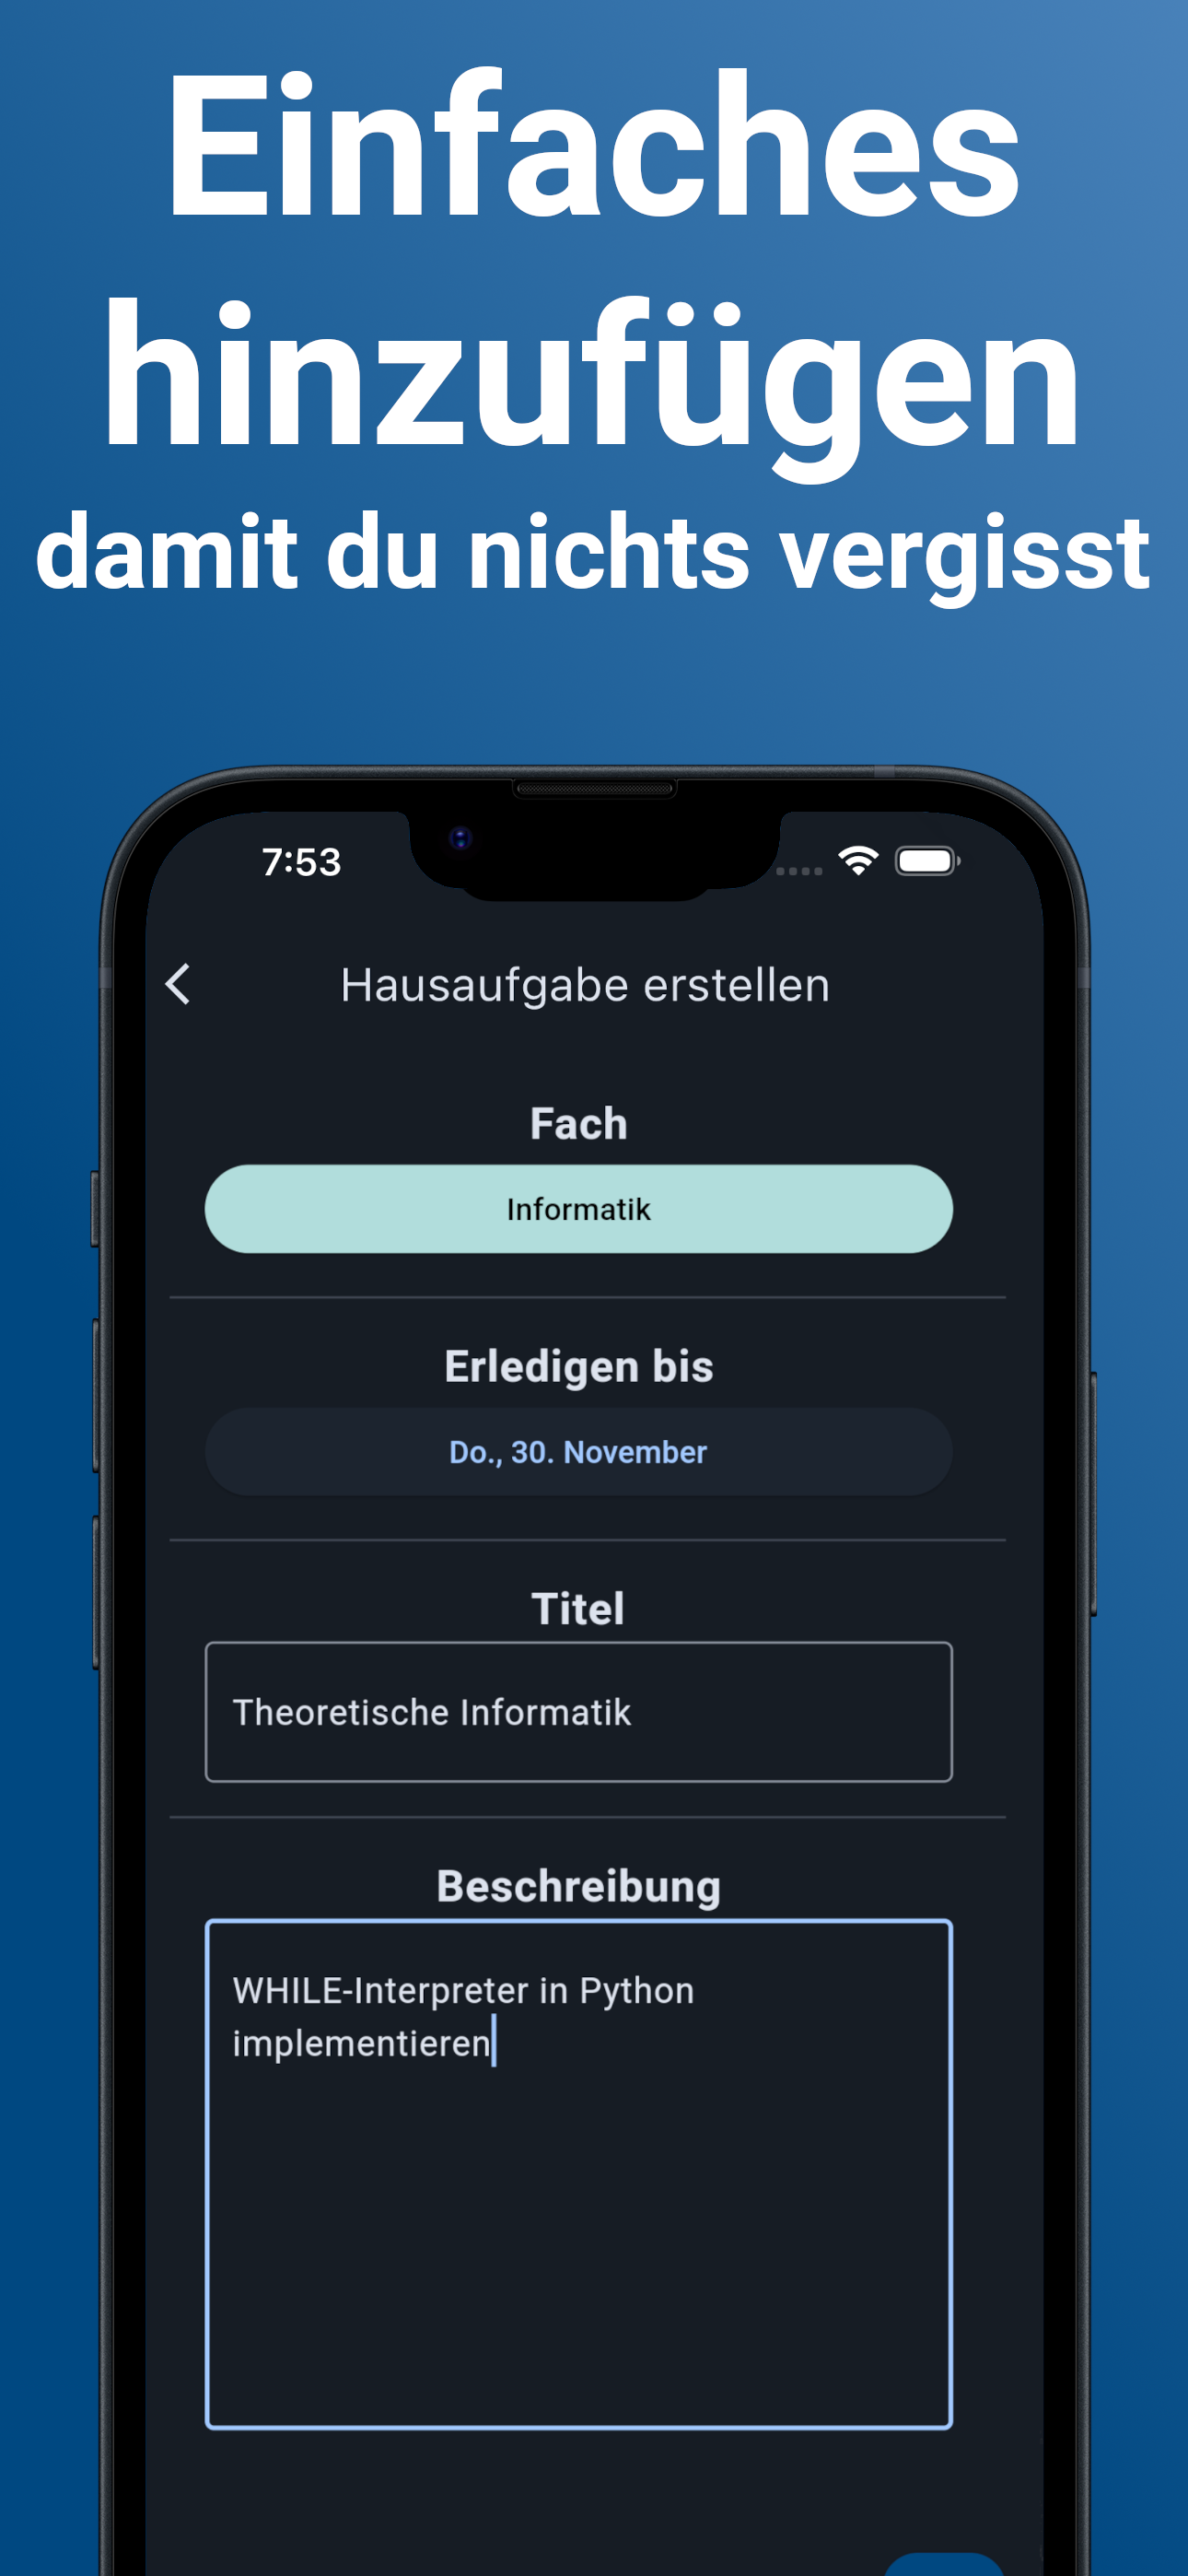 Einfaches
hinzufügen
damit du nichts vergisst
7:53
Hausaufgabe erstellen
Fach
Informatik
Erledigen bis
Do., 30. November
Titel
Theoretische Informatik
Beschreibung
WHILE-Interpreter in Python
implementieren